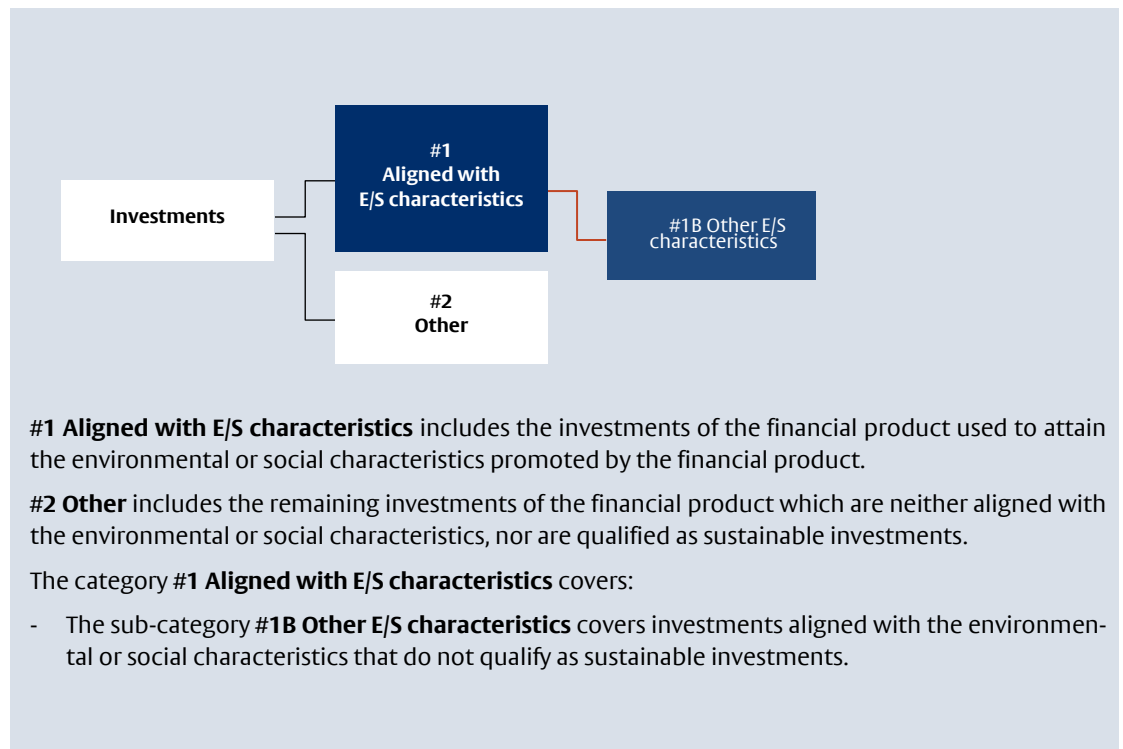 #1
Aligned with
E/S characteristics
Investments
#1B Other E/S
characteristics
#2
Other
#1 Aligned with E/S characteristics includes the investments of the financial product used to attain
the environmental or social characteristics promoted by the financial product.
#2 Other includes the remaining investments of the financial product which are neither aligned with
the environmental or social characteristics, nor are qualified as sustainable investments.
The category #1 Aligned with E/S characteristics covers:
- The sub-category #1B Other E/S characteristics covers investments aligned with the environmen-
tal or social characteristics that do not qualify as sustainable investments.